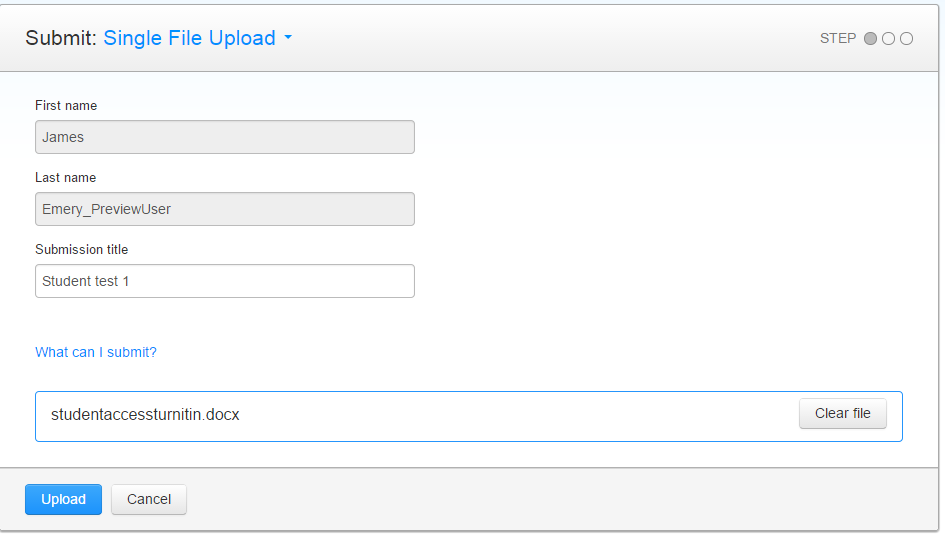 Submit: Single File Upload
STEP
First name
James
Last name
Emery_PreviewUser
Submission title
Student test 1
What can I submit?
studentaccessturnitin.docx
Clear file
Upload
Cancel